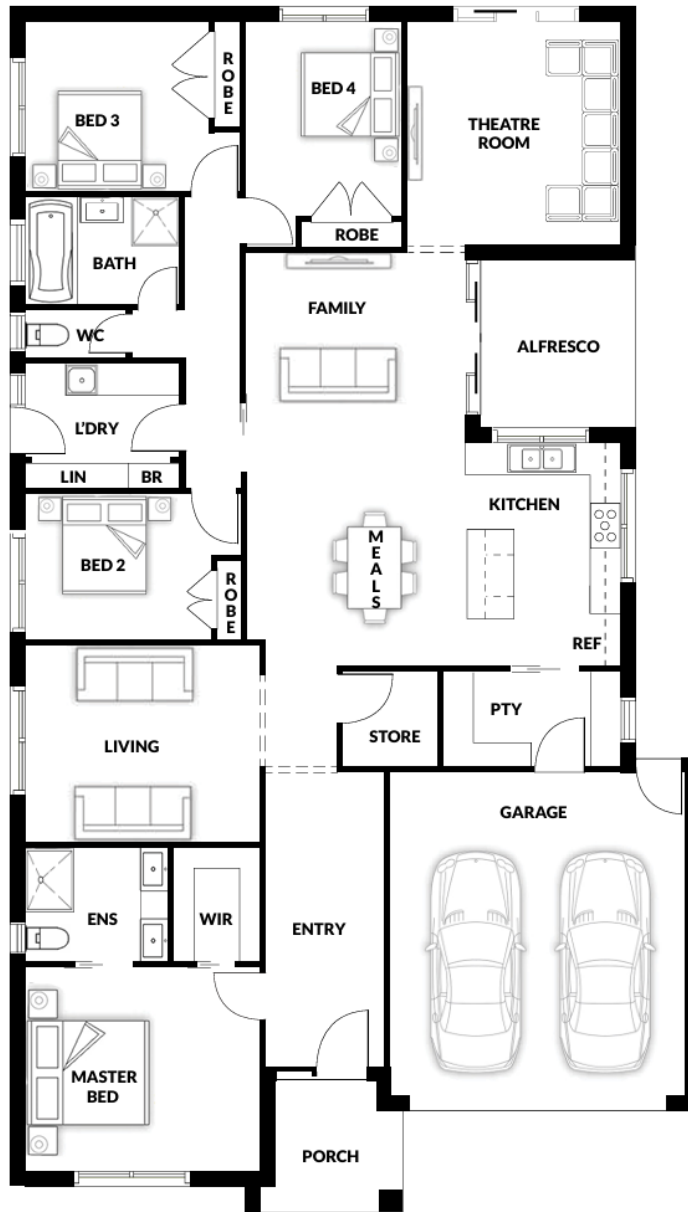 BED 3
ROBE
BED 4
THEATRE
ROOM
ROBE
BATH
FAMILY
WC
ALFRESCO
L'DRY
LIN
BR
KITCHEN
MEALS
BED 2
ROBE
REF
LIVING
STORE
PTY
GARAGE
ENS
WIR
ENTRY
MASTER
BED
PORCH